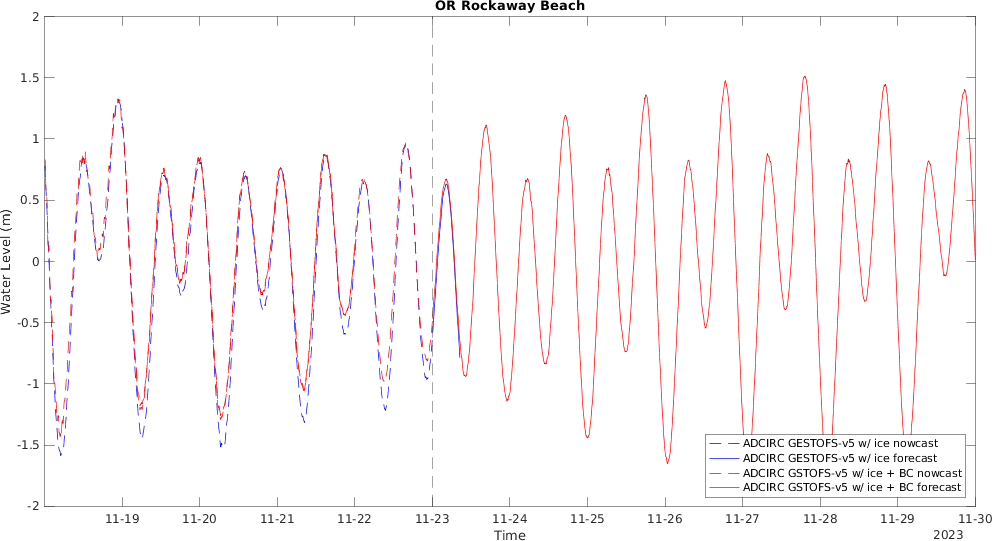 OR Rockaway Beach
2
1.5
1
0.5
0
-0.5
-1
-1.5
-2
Water Level (m)
ADCIRC GESTOFS-v5 w/ ice nowcast
ADCIRC GESTOFS-v5 w/ ice forecast
ADCIRC GSTOFS-v5 w/ ice + BC nowcast
ADCIRC GSTOFS-v5 w/ ice + BC forecast
11-19 11-20 11-21 11-22 11-23 11-24 11-25 11-26 11-27 11-28 11-29 11-30
Time
2023